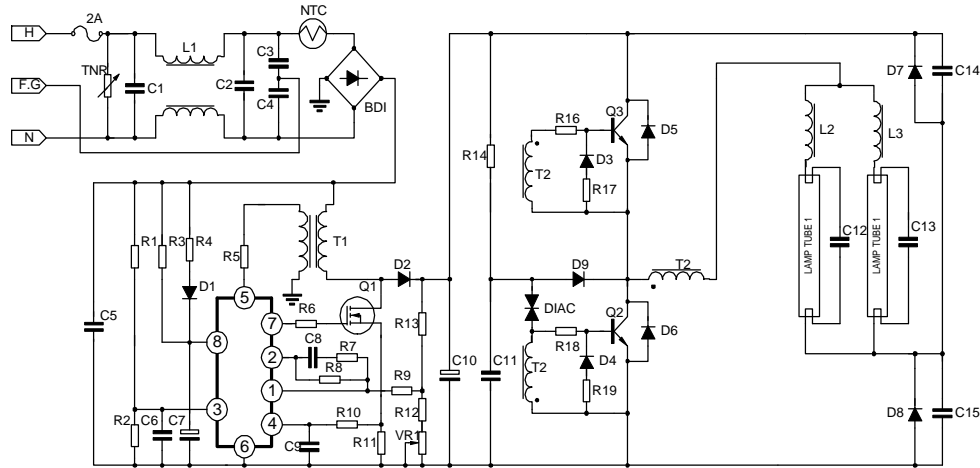 H
2A
TNR
C1
L1
C2
C3
C4
NTC
BDI
F.G
N
C5
R1
R3
R4
R5
D1
T1
D2
Q1
R6
R13
C8
R7
R8
R9
R10
R11
R12
VR1
R2
C6
C7
C9
5
7
8
2
1
3
4
6
C10
R14
C11
R16
Q3
T2
D3
R17
D5
D9
DIAC
T2
R18
Q2
D4
R19
D6
T2
T2
D7
C14
L2
L3
LAMP TUBE 1
C12
LAMP TUBE 1
C13
D8
C15